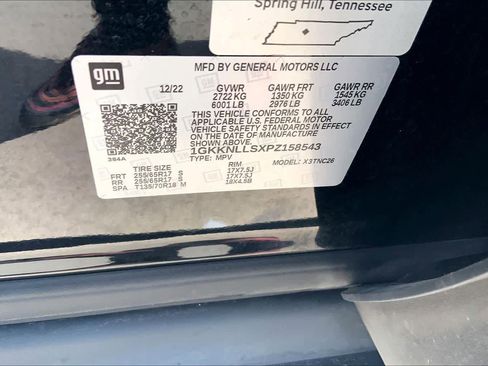 Spring Hill, Tennessee
gm
MFD BY GENERAL MOTORS LLC
12/22 GVWR GAWR FRT GAWR RR
2722 KG 1350 KG 1545 KG
6001 LB 2976 LB 3406 LB
THIS VEHICLE CONFORMS TO ALL
APPLICABLE U.S. FEDERAL MOTOR
VEHICLE SAFETY STANDARDS IN EFFECT
ON THE DATE OF MANUFACTURE
SHOWN ABOVE.
1GKKNLLSXPZ158543
TYPE: MPV MODEL: X3TNC26
384A
TIRE SIZE RIM
FRT 255/65R17 S 17X7.5J
RR 255/65R17 S 17X7.5J
SPA T135/70R18 M 18X4.5B